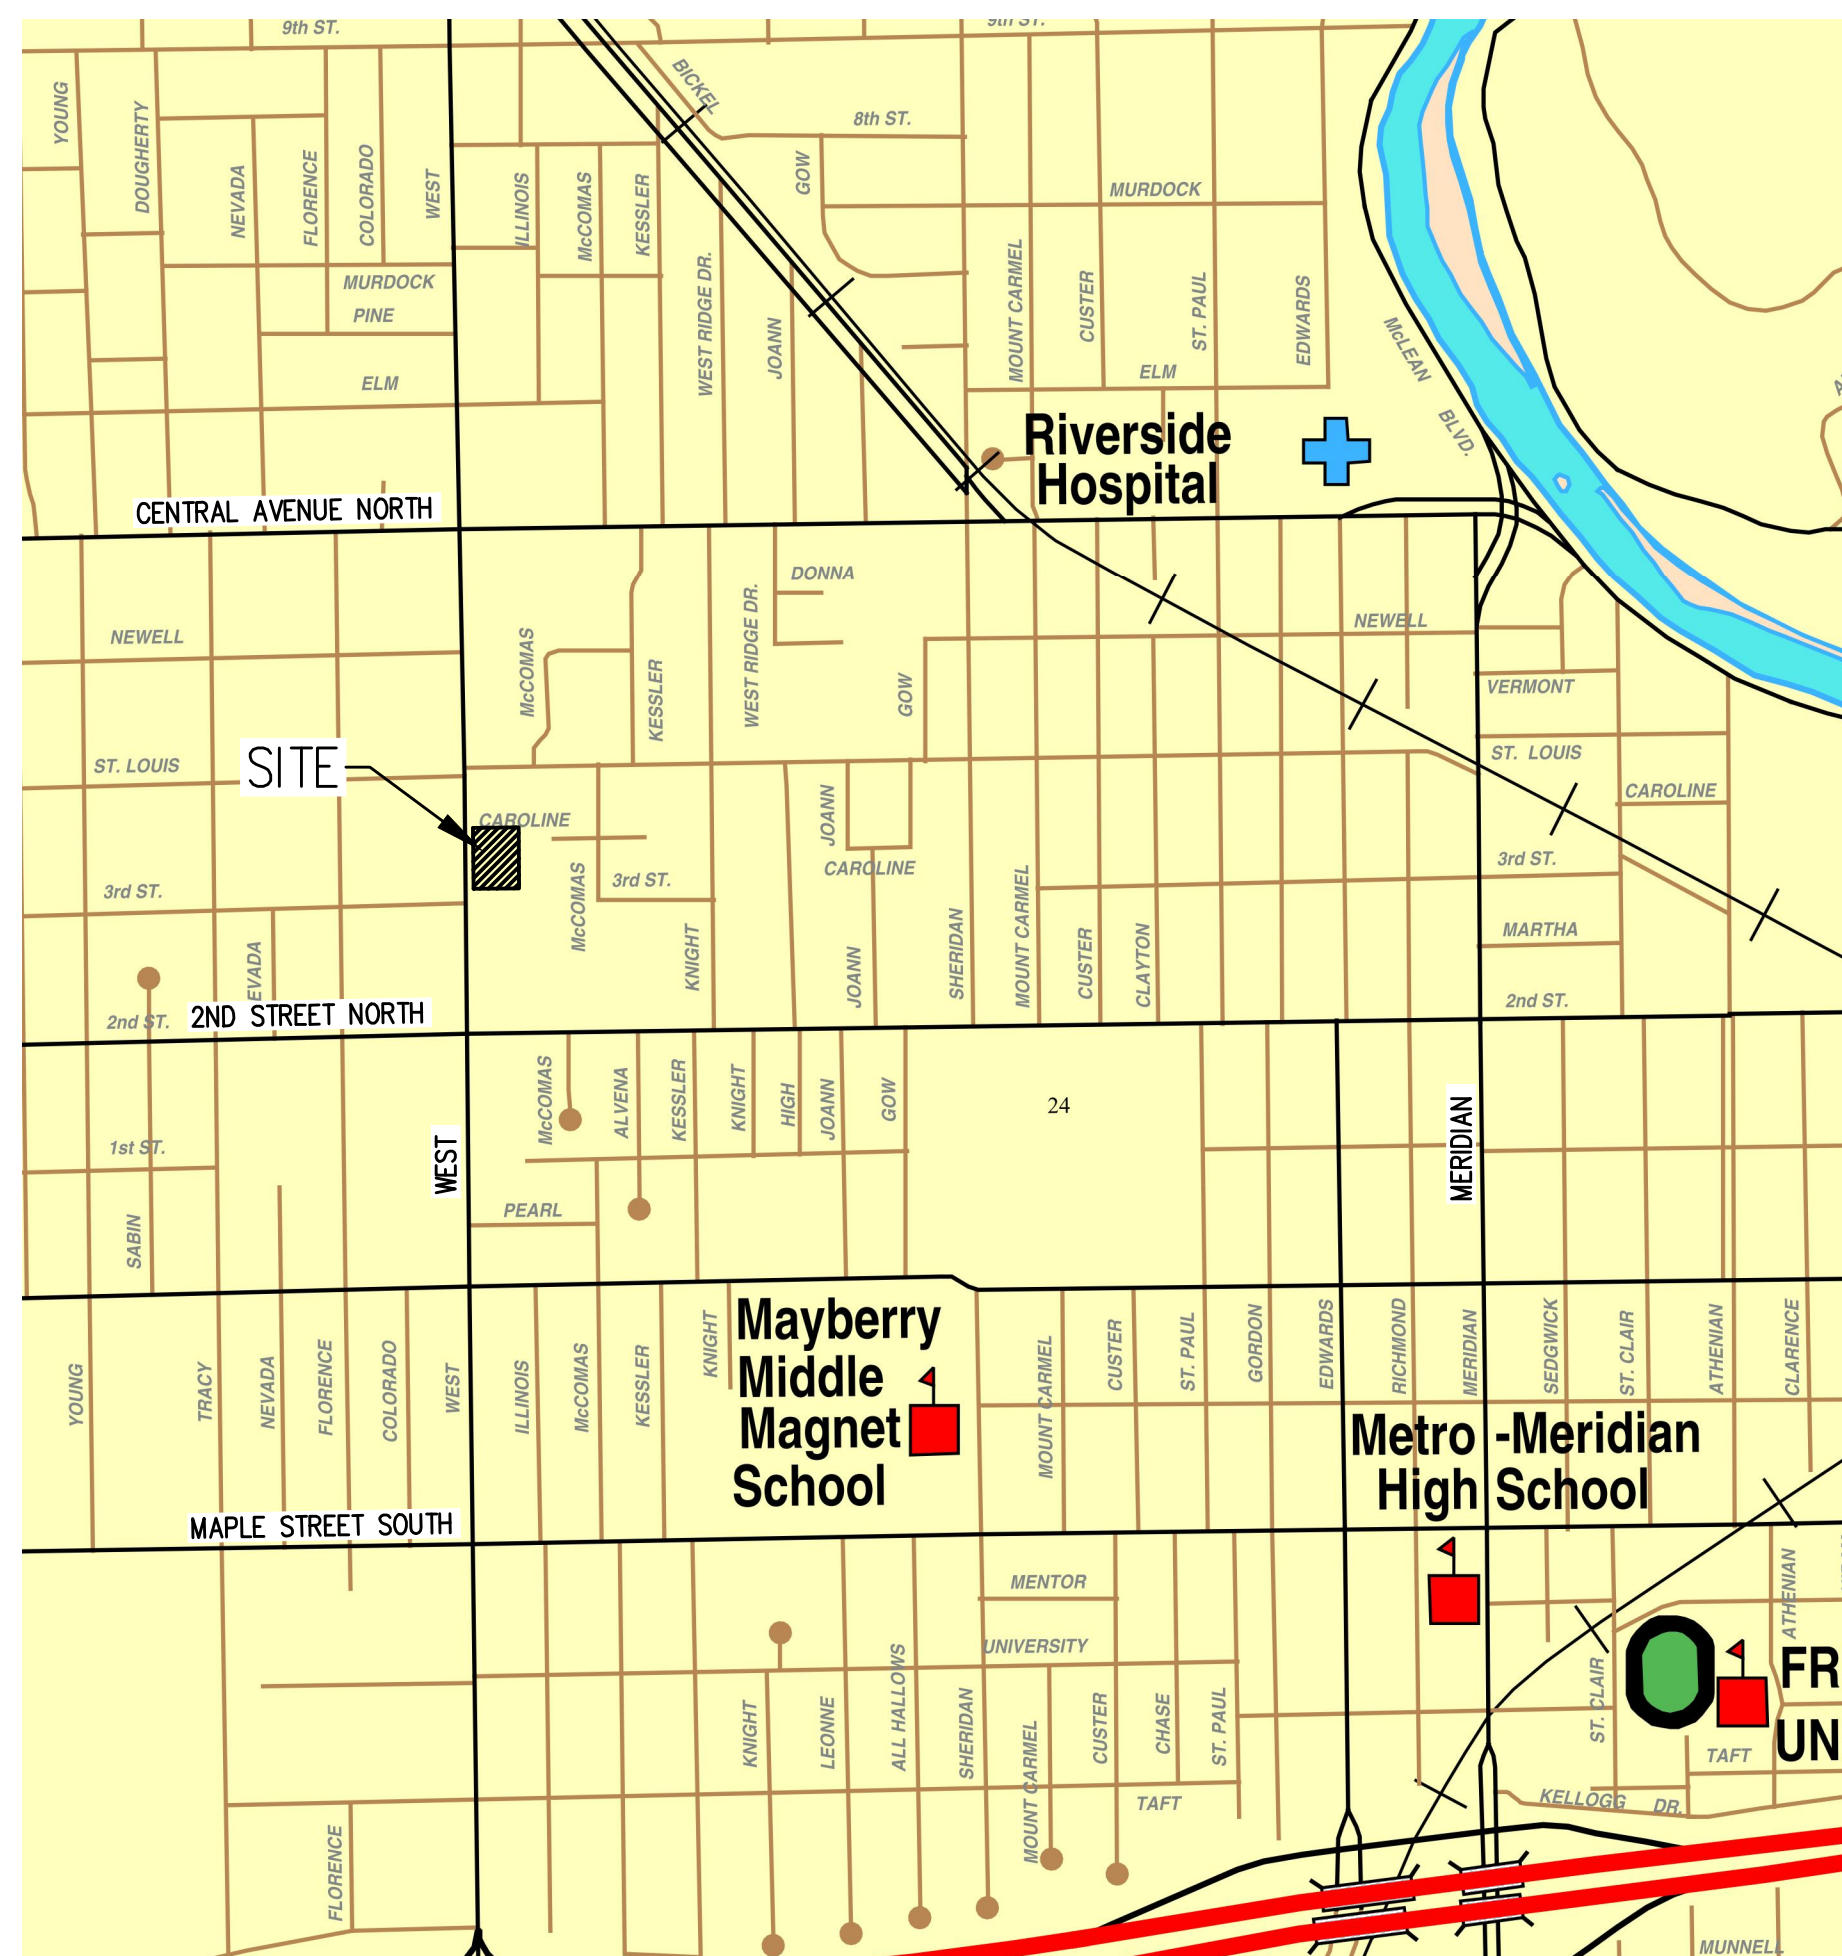 9th ST.
9th ST.
BICKEL
YOUNG
DOUGHERTY
NEVADA
FLORENCE
COLORADO
WEST
ILLINOIS
McCOMAS
KESSLER
WEST RIDGE DR.
JOANN
GOW
8th ST.
MURDOCK
MOUNT CARMEL
CUSTER
ST. PAUL
EDWARDS
McLEAN
BLVD.
MURDOCK
PINE
ELM
ELM
Riverside
Hospital
CENTRAL AVENUE NORTH
DONNA
NEWELL
NEWELL
McCOMAS
KESSLER
WEST RIDGE DR.
GOW
VERMONT
ST. LOUIS
SITE
ST. LOUIS
CAROLINE
CAROLINE
JOANN
CAROLINE
3rd ST.
3rd ST.
3rd ST.
McCOMAS
KNIGHT
JOANN
SHERIDAN
MOUNT CARMEL
CUSTER
CLAYTON
MARTHA
EVADA
2nd ST.
2ND STREET NORTH
2nd ST.
McCOMAS
ALVENA
KESSLER
KNIGHT
HIGH
JOANN
GOW
24
WEST
MERIDIAN
1st ST.
SABIN
PEARL
Mayberry
Middle
Magnet
School
YOUNG
TRACY
NEVADA
FLORENCE
COLORADO
WEST
ILLINOIS
McCOMAS
KESSLER
KNIGHT
MOUNT CARMEL
CUSTER
ST. PAUL
GORDON
EDWARDS
RICHMOND
MERIDIAN
SEDGWICK
ST. CLAIR
ATHENIAN
CLARENCE
Metro -Meridian
High School
MAPLE STREET SOUTH
MENTOR
UNIVERSITY
ATHENIAN
FR
UN
KNIGHT
LEONNE
ALL HALLOWS
SHERIDAN
MOUNT CARMEL
CUSTER
CHASE
ST. PAUL
ST. CLAIR
TAFT
TAFT
KELLOGG DR.
FLORENCE
MUNNELL